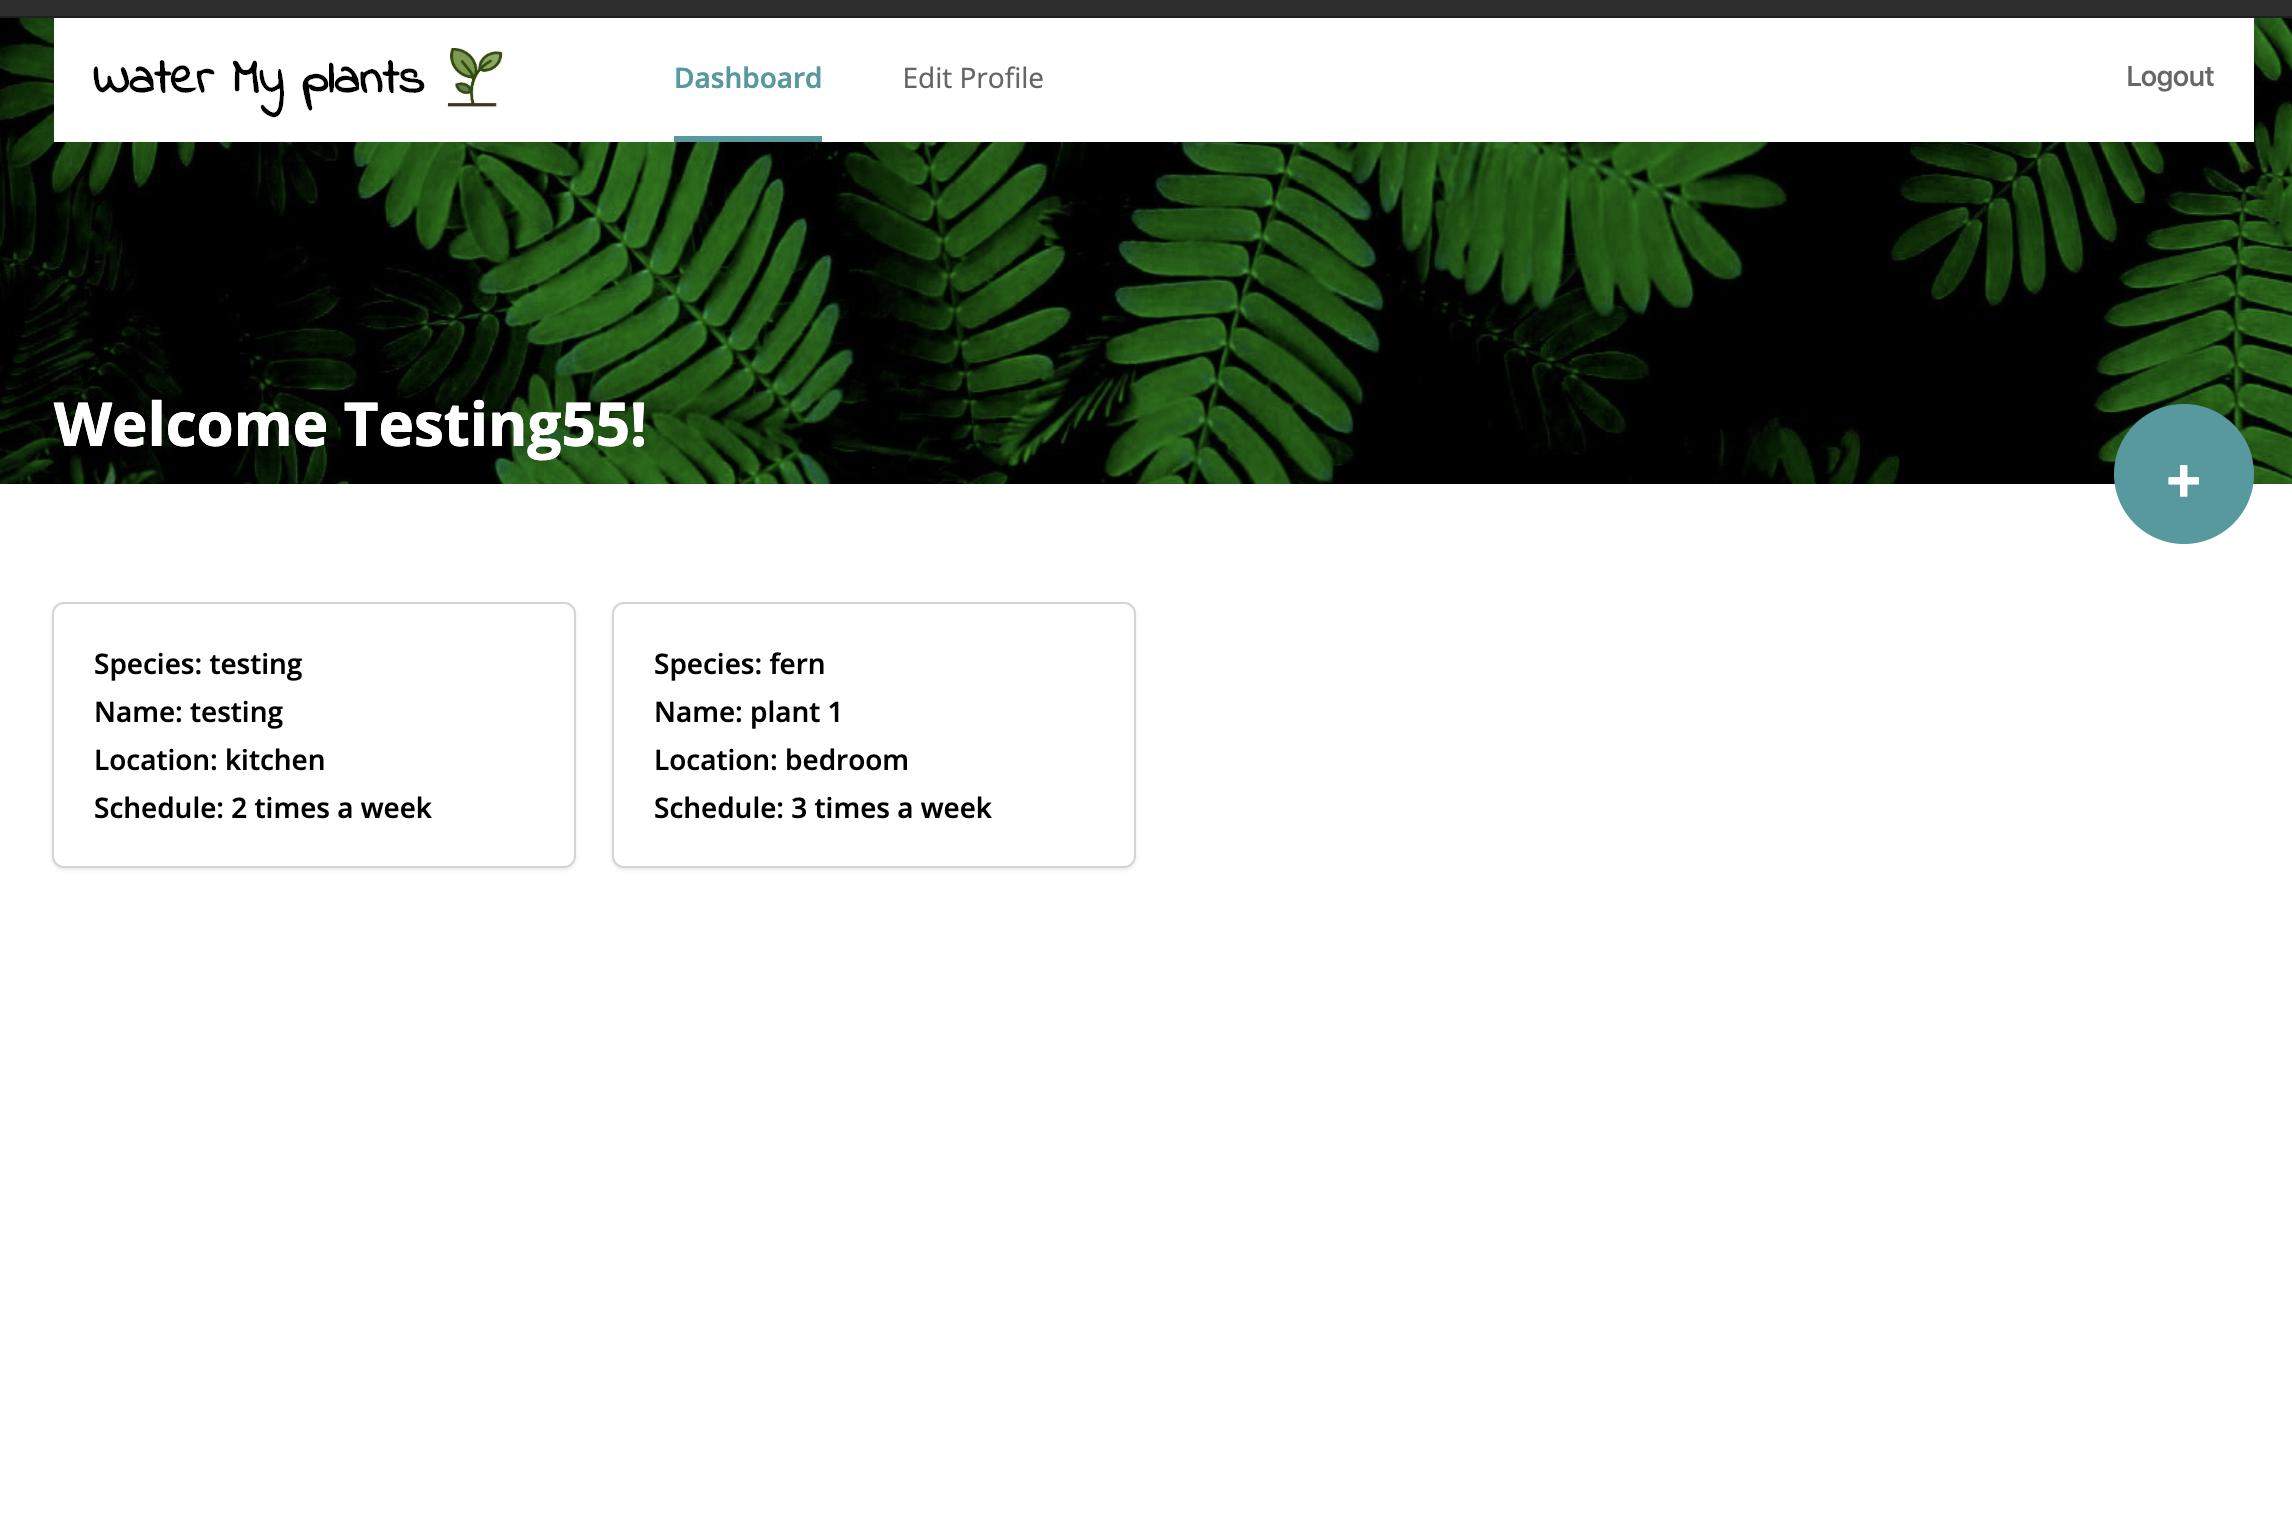 Water My plants
Dashboard
Edit Profile
Logout
Welcome Testing55!
+
Species: testing
Name: testing
Location: kitchen
Schedule: 2 times a week
Species: fern
Name: plant 1
Location: bedroom
Schedule: 3 times a week